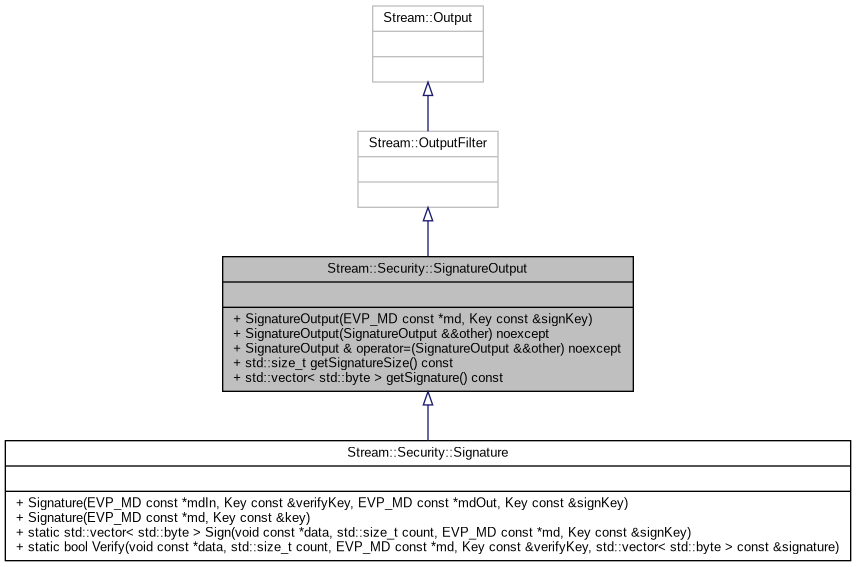 Stream::Output
Stream::OutputFilter
Stream::Security::SignatureOutput
+ SignatureOutput(EVP_MD const *md, Key const &signKey)
+ SignatureOutput(SignatureOutput &&other) noexcept
+ SignatureOutput & operator=(SignatureOutput &&other) noexcept
+ std::size_t getSignatureSize() const
+ std::vector< std::byte > getSignature() const
Stream::Security::Signature
+ Signature(EVP_MD const *mdIn, Key const &verifyKey, EVP_MD const *mdOut, Key const &signKey)
+ Signature(EVP_MD const *md, Key const &key)
+ static std::vector< std::byte > Sign(void const *data, std::size_t count, EVP_MD const *md, Key const &signKey)
+ static bool Verify(void const *data, std::size_t count, EVP_MD const *md, Key const &verifyKey, std::vector< std::byte > const &signature)